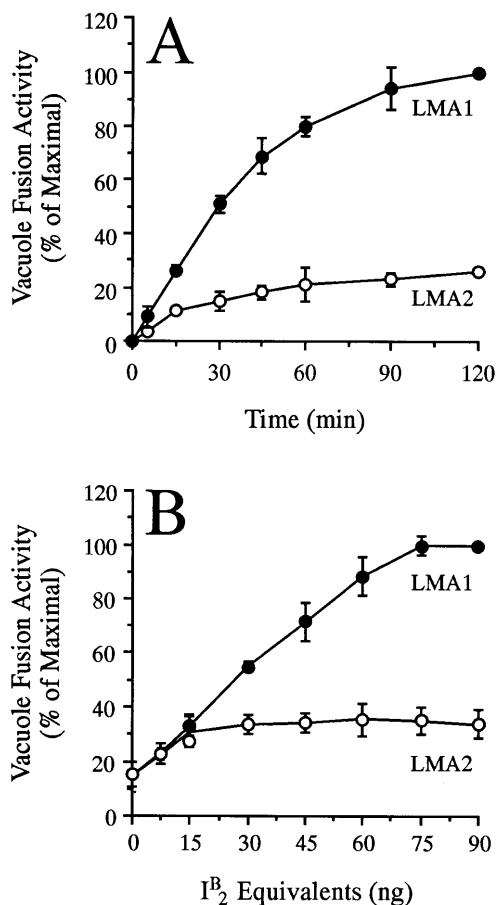 A
120
100
80
60
40
20
0
Vacuole Fusion Activity
(% of Maximal)
LMA1
LMA2
0 30 60 90 120
Time (min)
B
120
100
80
60
40
20
0
Vacuole Fusion Activity
(% of Maximal)
LMA1
LMA2
0 15 30 45 60 75 90
I^B_2 Equivalents (ng)